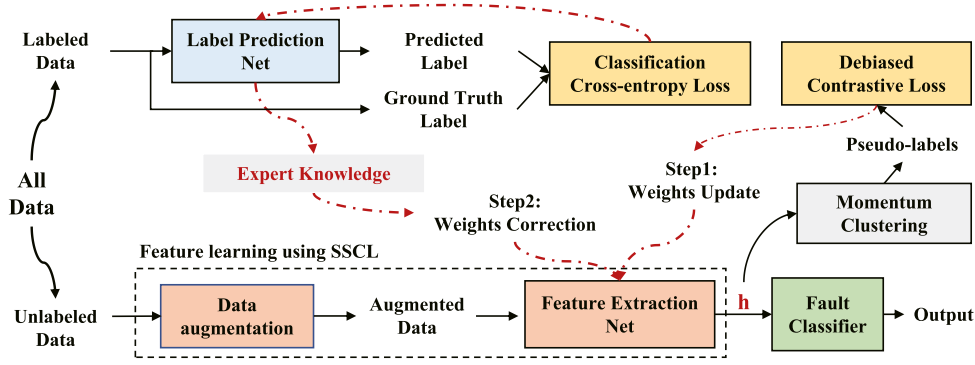 Labeled
Data
Label Prediction
Net
Predicted
Label
Ground Truth
Label
Classification
Cross-entropy Loss
Debiased
Contrastive Loss
All
Data
Expert Knowledge
Step2:
Weights Correction
Step1:
Weights Update
Pseudo-labels
Momentum
Clustering
Feature learning using SSCL
Unlabeled
Data
Data
augmentation
Augmented
Data
Feature Extraction
Net
h
Fault
Classifier
Output